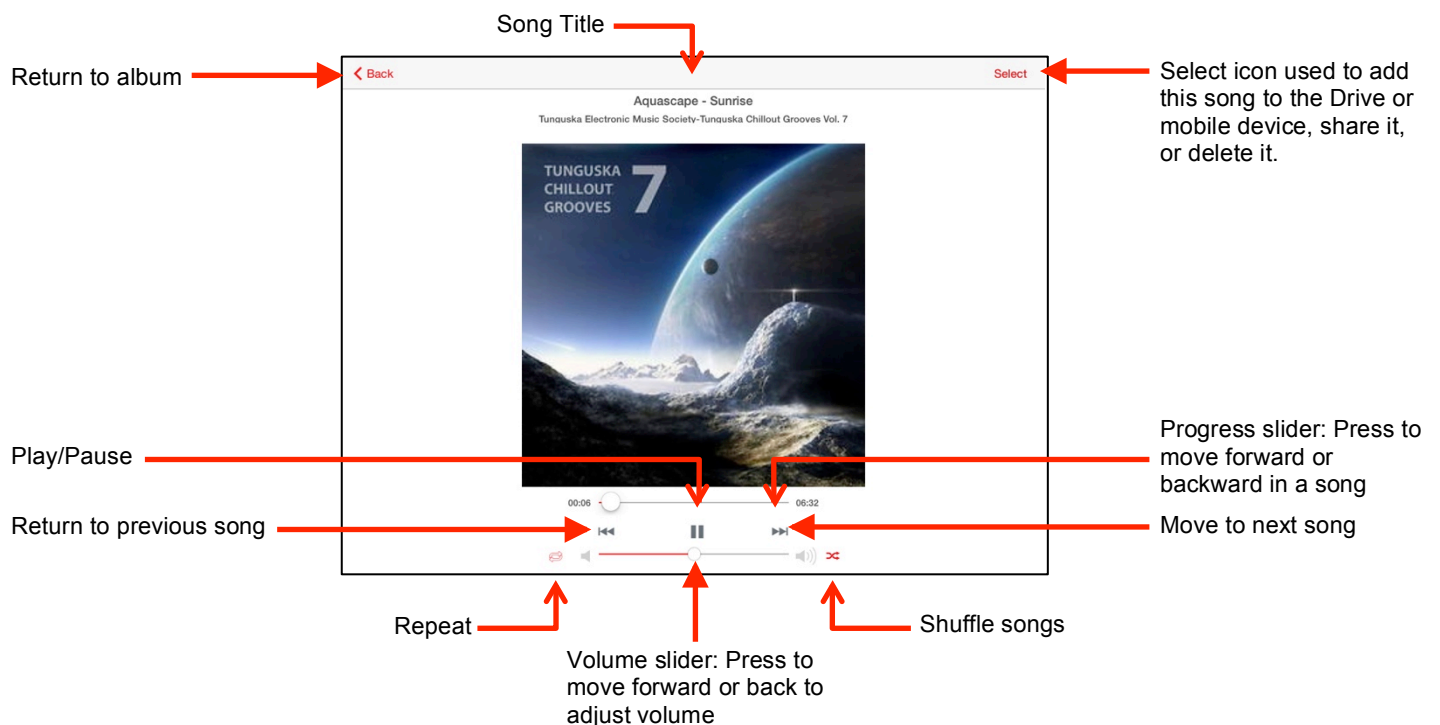 Song Title
Return to album
Back
Select
Select icon used to add
this song to the Drive or
mobile device, share it,
or delete it.
Aquascape - Sunrise
Tunguska Electronic Music Society-Tunguska Chillout Grooves Vol. 7
TUNGUSKA
CHILLOUT
GROOVES
7
Play/Pause
Progress slider: Press to
move forward or
backward in a song
00:06
06:32
Return to previous song
Move to next song
Repeat
Shuffle songs
Volume slider: Press to
move forward or back to
adjust volume